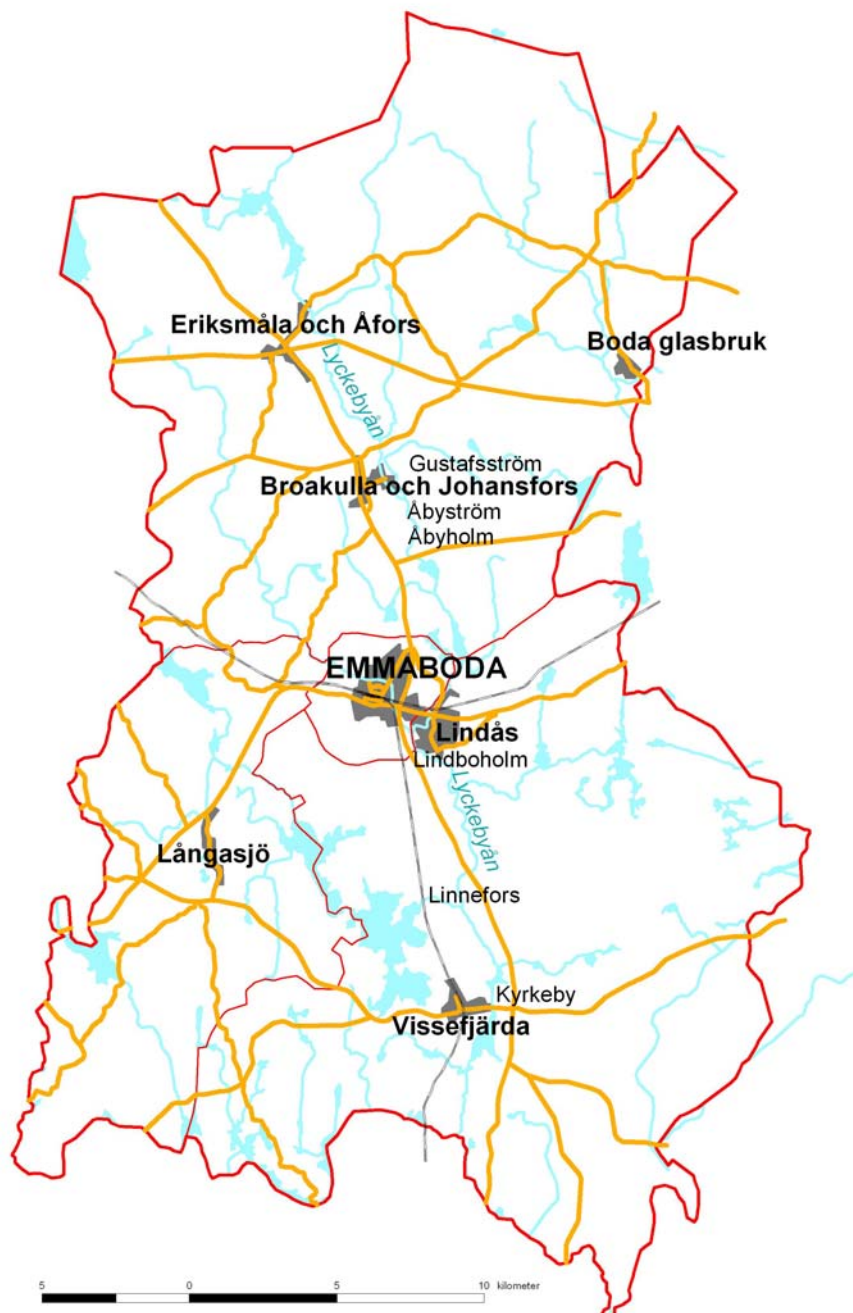 Eriksmåla och Åfors
Boda glasbruk
Lyckebyån
Gustafsström
Broakulla och Johansfors
Åbyström
Åbyholm
EMMABODA
Lindås
Lindboholm
Lyckebyån
Långasjö
Linnefors
Kyrkeby
Vissefjärda
5 0 5 10 kilometer